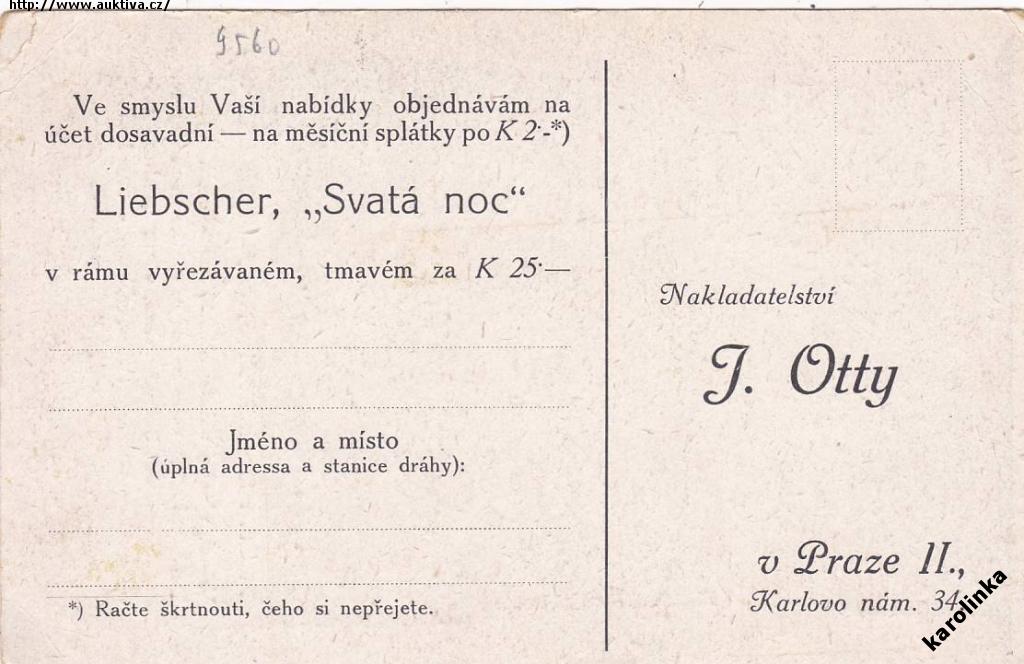 http://www.auktiva.cz/
9560
Ve smyslu Vaší nabídky objednávám na
účet dosavadní — na měsíční splátky po K 2·-*)
Liebscher, „Svatá noc“
v rámu vyřezávaném, tmavém za K 25·—
Jméno a místo
(úplná adressa a stanice dráhy):
*) Račte škrtnouti, čeho si nepřejete.
Nakladatelství
J. Otty
v Praze II.,
Karlovo nám. 34.
karolinka